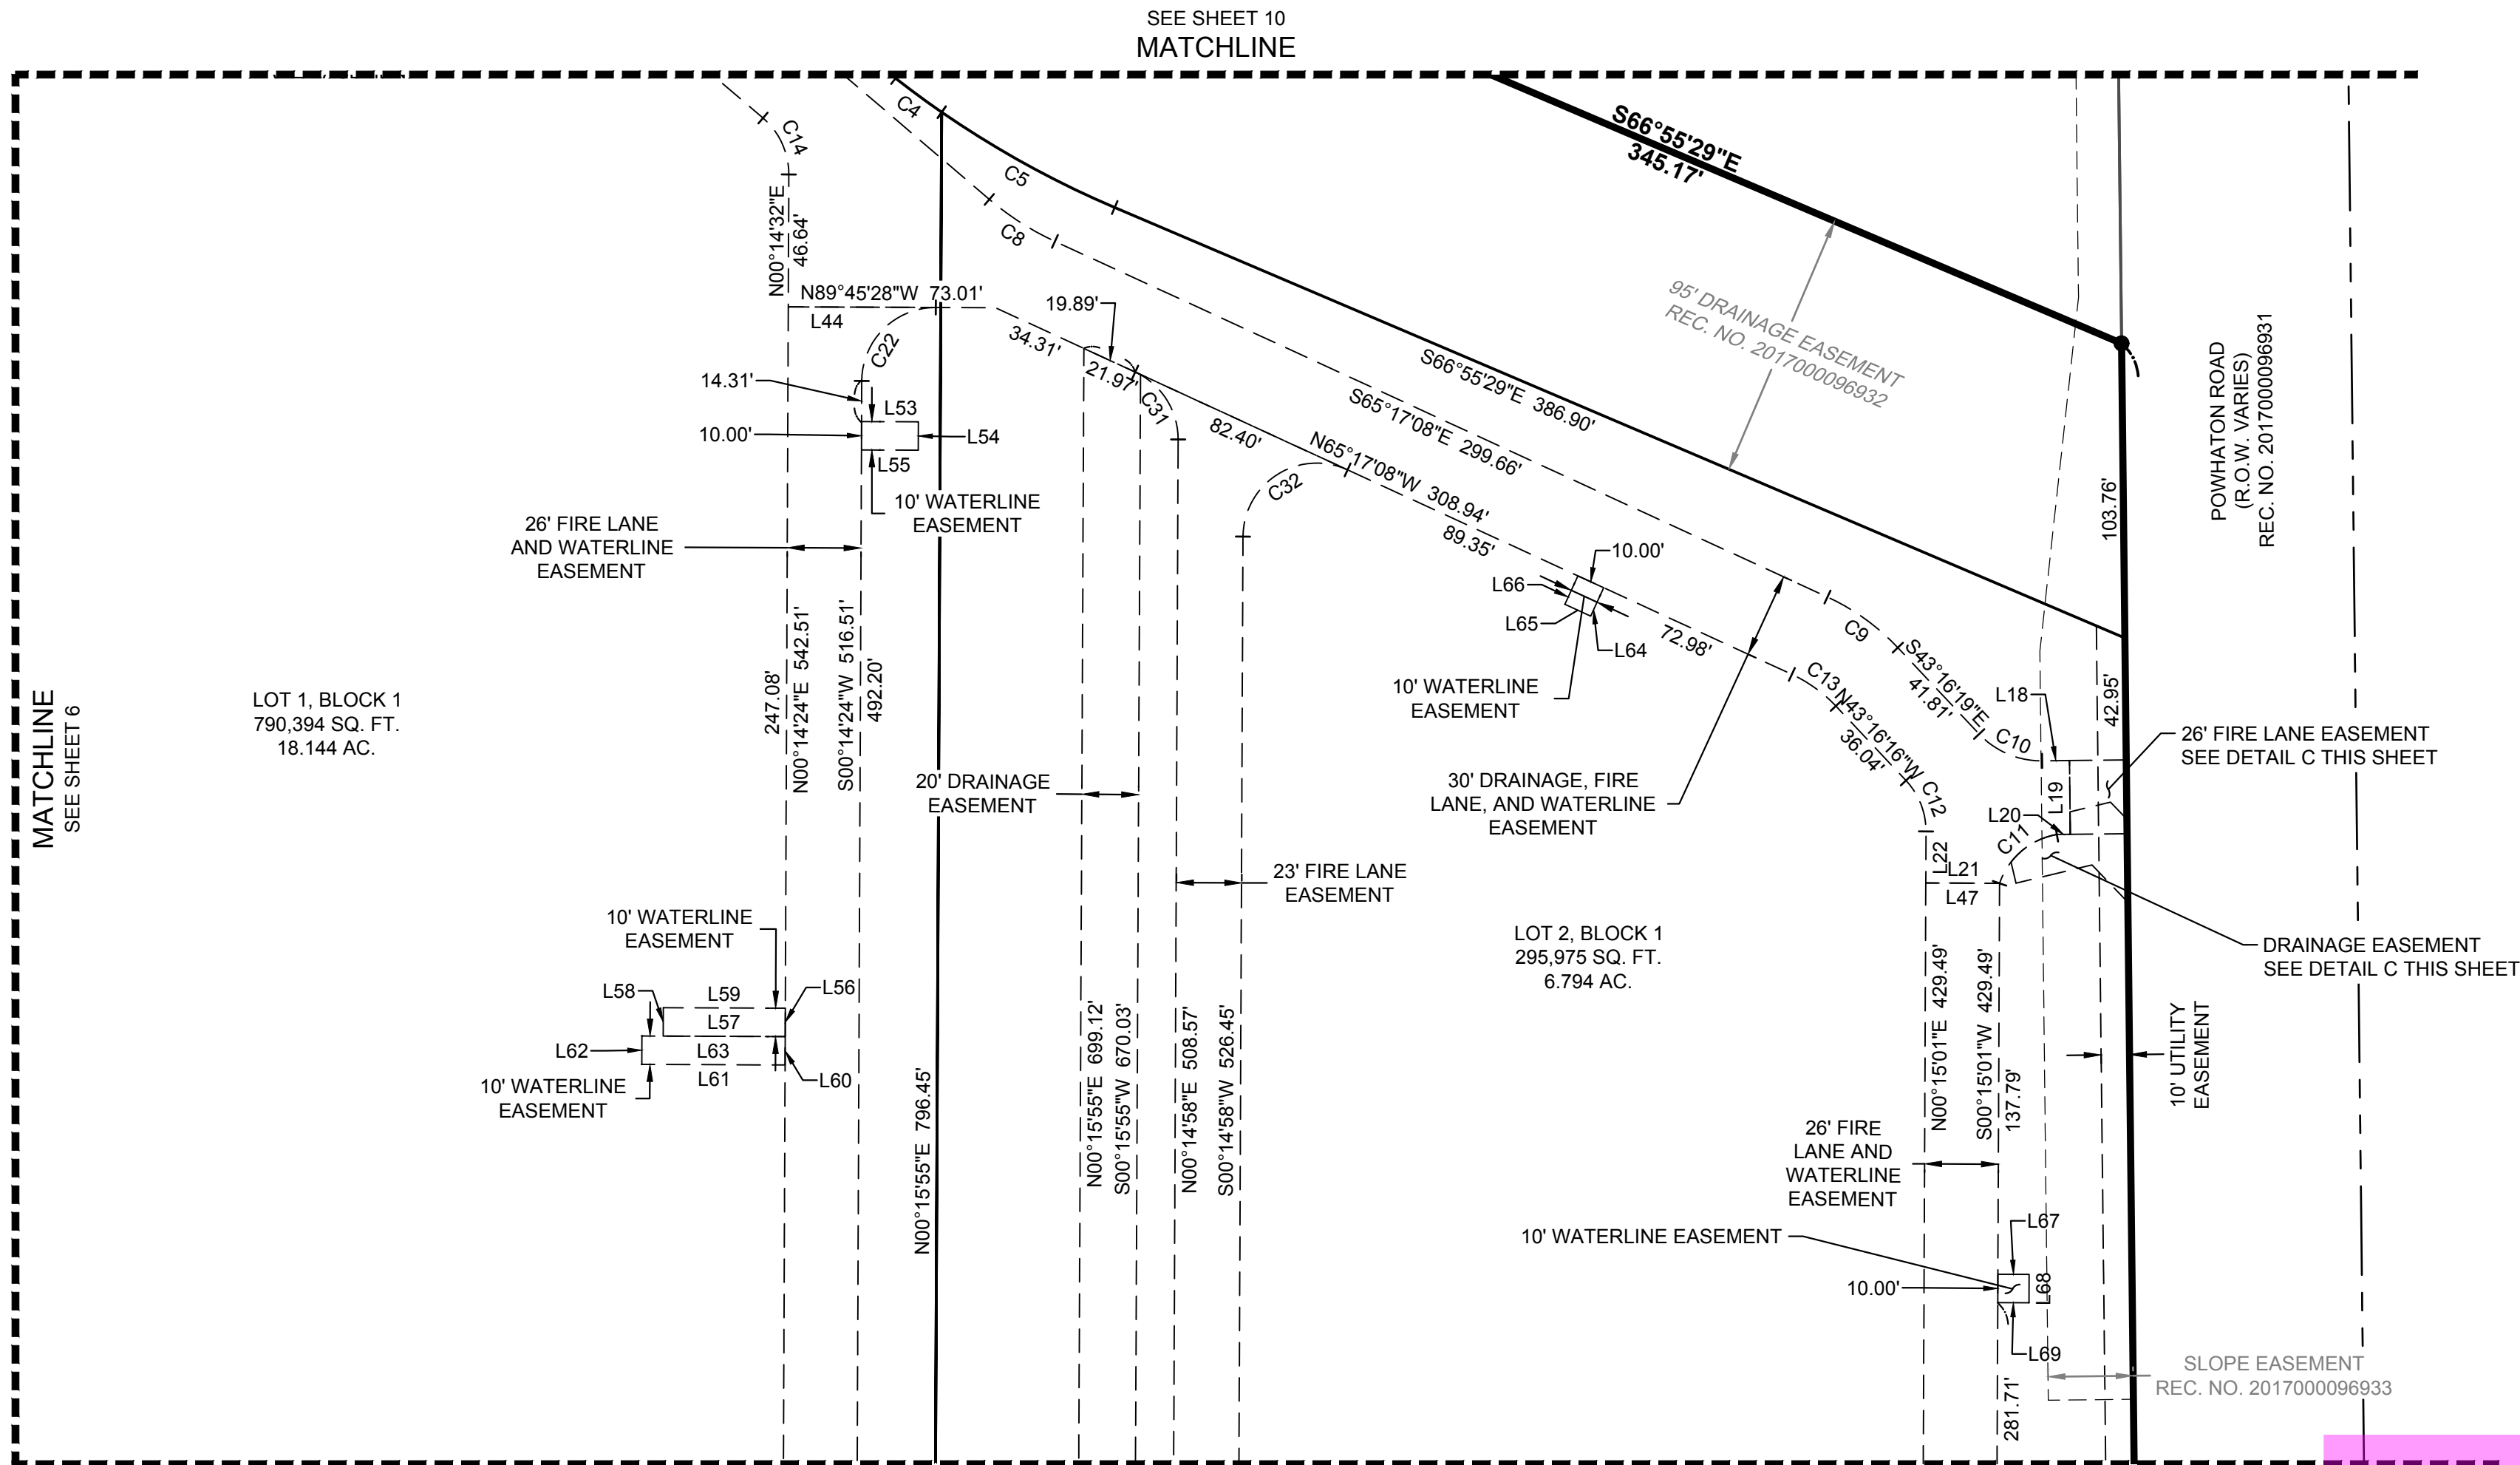 SEE SHEET 10
MATCHLINE
C4
C14
C5
C8
S66°55'29"E
345.17'
N00°14'32"E
46.64'
N89°45'28"W 73.01'
L44
19.89'
34.31'
21.97'
C22
C31
14.31'
L53
10.00'
L54
L55
10' WATERLINE
EASEMENT
26' FIRE LANE
AND WATERLINE
EASEMENT
82.40'
C32
N65°17'08"W 308.94'
89.35'
S66°55'29"E 386.90'
S65°17'08"E 299.66'
95' DRAINAGE EASEMENT
REC. NO. 2017000096932
POWHATON ROAD
(R.O.W. VARIES)
REC. NO. 2017000096931
103.76'
10.00'
L66
L65
L64
72.98'
10' WATERLINE
EASEMENT
C9
S43°16'19"E
41.81'
C13
N43°16'16"W
36.04'
C12
C10
L18
42.95'
26' FIRE LANE EASEMENT
SEE DETAIL C THIS SHEET
L19
L20
C11
L22
L21
L47
MATCHLINE
SEE SHEET 6
LOT 1, BLOCK 1
790,394 SQ. FT.
18.144 AC.
247.08'
N00°14'24"E 542.51'
S00°14'24"W 516.51'
492.20'
20' DRAINAGE
EASEMENT
30' DRAINAGE, FIRE
LANE, AND WATERLINE
EASEMENT
23' FIRE LANE
EASEMENT
LOT 2, BLOCK 1
295,975 SQ. FT.
6.794 AC.
DRAINAGE EASEMENT
SEE DETAIL C THIS SHEET
10' WATERLINE
EASEMENT
L58
L59
L56
L57
L62
L63
L60
L61
10' WATERLINE
EASEMENT
N00°15'55"E 796.45'
N00°15'55"E 699.12'
S00°15'55"W 670.03'
N00°14'58"E 508.57'
S00°14'58"W 526.45'
N00°15'01"E 429.49'
S00°15'01"W 429.49'
137.79'
10' UTILITY
EASEMENT
26' FIRE
LANE AND
WATERLINE
EASEMENT
10' WATERLINE EASEMENT
L67
10.00'
L68
L69
281.71'
SLOPE EASEMENT
REC. NO. 2017000096933